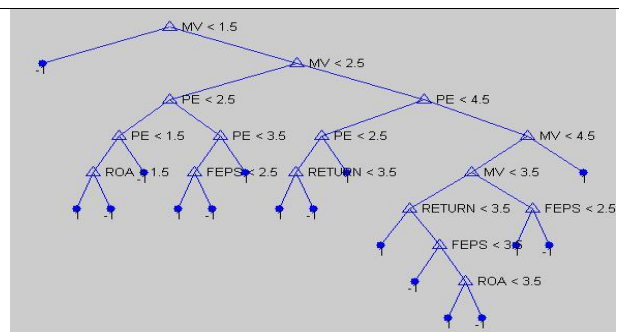 MV < 1.5
-1 MV < 2.5
PE < 2.5 PE < 4.5
PE < 1.5 PE < 3.5 PE < 2.5 MV < 4.5
ROA < 1.5 -1 FEPS < 2.5 1 RETURN < 3.5 1 MV < 3.5 1
1 -1 1 -1 1 -1 RETURN < 3.5 FEPS < 2.5
1 FEPS < 3.5 -1 1
-1 ROA < 3.5
1 -1